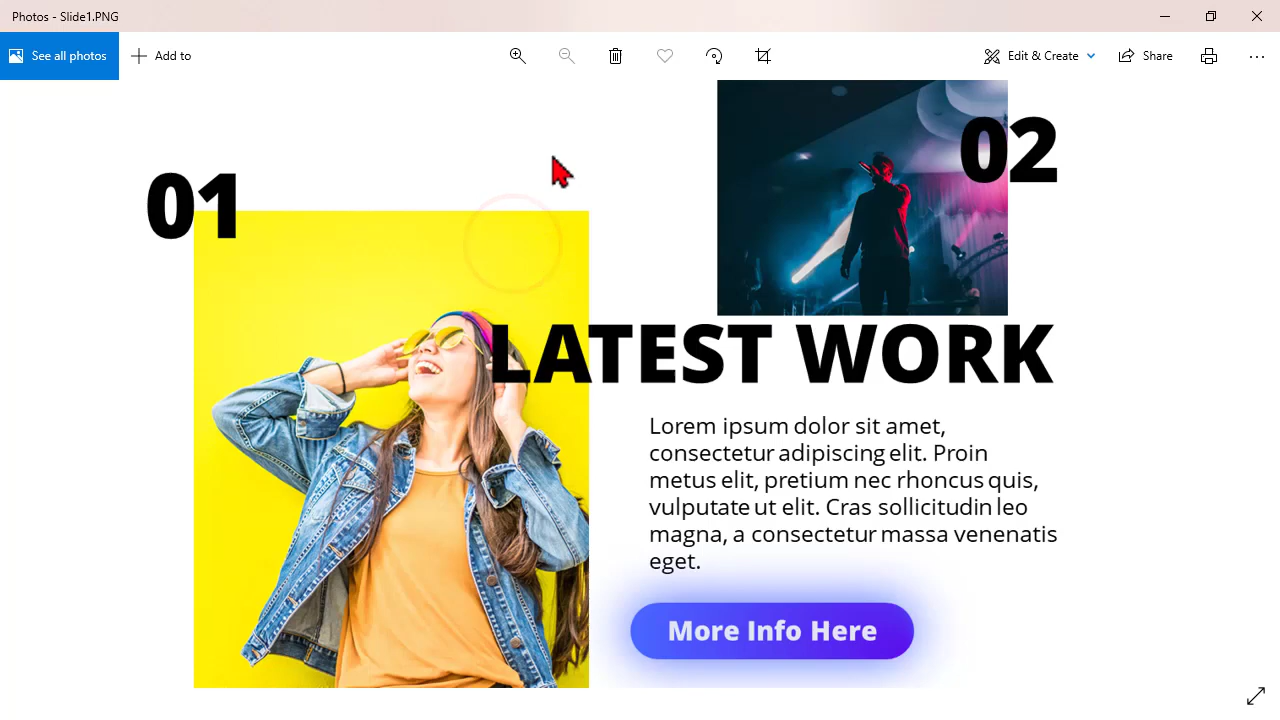 Photos - Slide1.PNG
See all photos
Add to
Edit & Create
Share
01
02
LATEST WORK
Lorem ipsum dolor sit amet,
consectetur adipiscing elit. Proin
metus elit, pretium nec rhoncus quis,
vulputate ut elit. Cras sollicitudin leo
magna, a consectetur massa venenatis
eget.
More Info Here